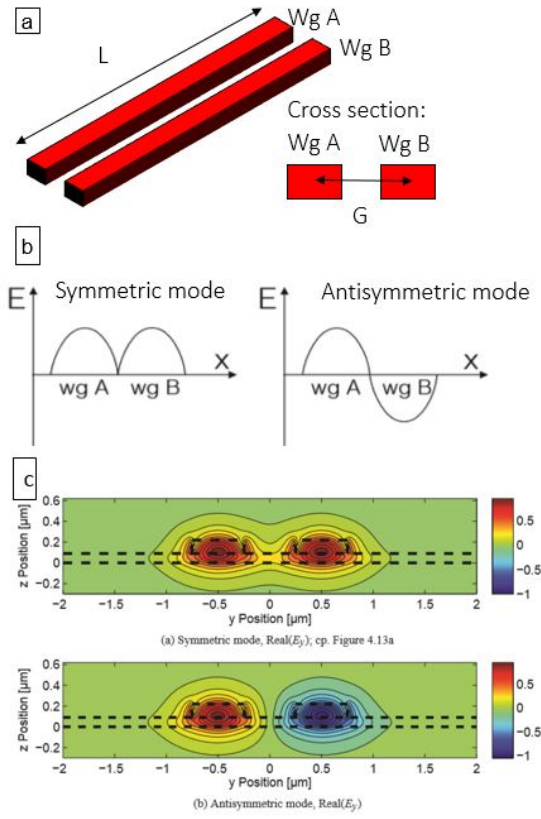 a
Wg A
Wg B
L
Cross section:
Wg A Wg B
G
b
Symmetric mode
E
X
wg A wg B
Antisymmetric mode
E
X
wg A wg B
c
z Position [µm]
0.6
0.4
0.2
0
−0.2
−2 −1.5 −1 −0.5 0 0.5 1 1.5 2
y Position [µm]
0.5
0
−0.5
−1
(a) Symmetric mode, Real(Ey); cp. Figure 4.13a
z Position [µm]
0.6
0.4
0.2
0
−0.2
−2 −1.5 −1 −0.5 0 0.5 1 1.5 2
y Position [µm]
0.5
0
−0.5
−1
(b) Antisymmetric mode, Real(Ey)